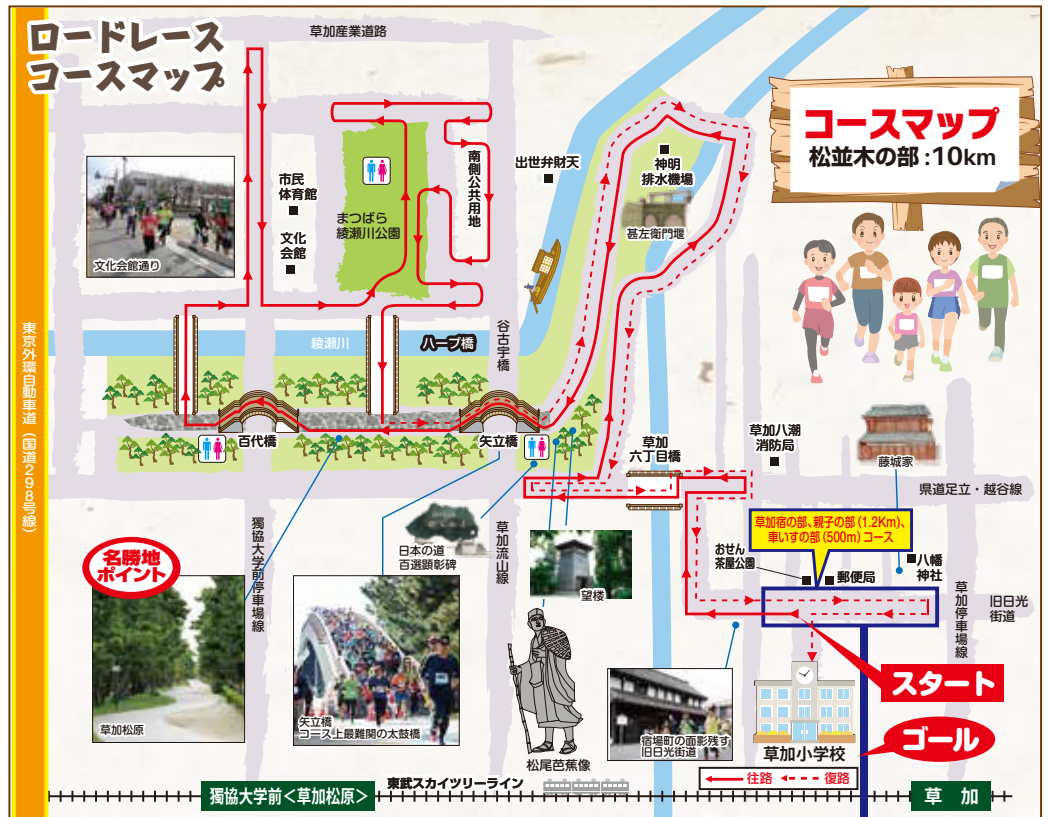 ロードレース
コースマップ
草加産業道路
コースマップ
松並木の部:10km
市民
体育館
文化
会館
文化会館通り
まつばら
綾瀬川公園
南側公共用地
出世弁財天
神明
排水機場
甚左衛門堰
東京外環自動車道(国道298号線)
綾瀬川
ハープ橋
谷古宇橋
百代橋
矢立橋
草加
六丁目橋
草加八潮
消防局
藤城家
県道足立・越谷線
草加宿の部、親子の部(1.2Km)、
車いすの部(500m)コース
おせん
茶屋公園
郵便局
八幡
神社
旧日光
街道
草加停車場線
名勝地
ポイント
草加松原
獨協大学前停車場線
日本の道
百選顕彰碑
草加流山線
望楼
矢立橋
コース上最難関の太鼓橋
松尾芭蕉像
宿場町の面影残す
旧日光街道
スタート
ゴール
草加小学校
往路 復路
東武スカイツリーライン
獨協大学前<草加松原>
草加